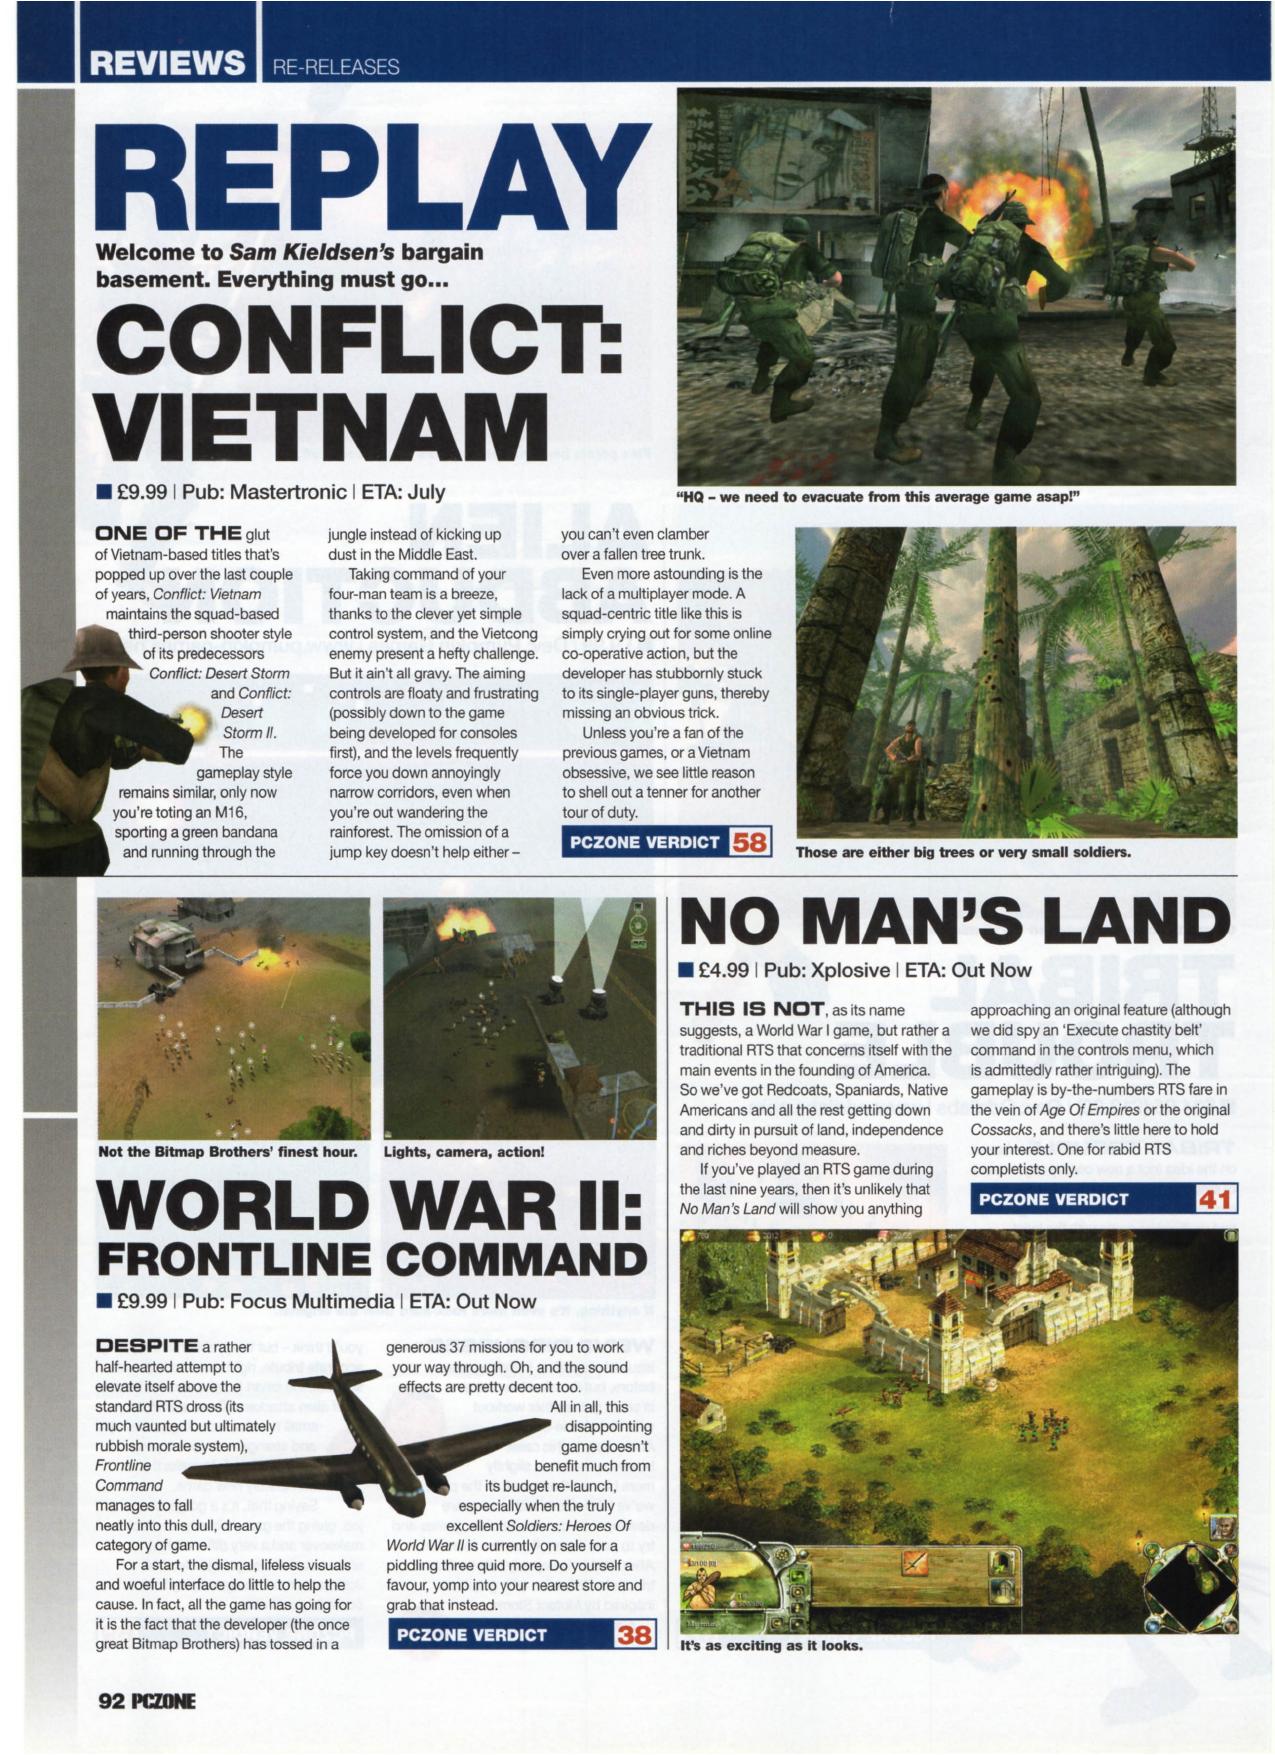 REVIEWS
RE-RELEASES
REPLAY
Welcome to Sam Kieldsen's bargain
basement. Everything must go...
CONFLICT:
VIETNAM
£9.99 | Pub: Mastertronic | ETA: July
"HQ – we need to evacuate from this average game asap!"
ONE OF THE glut
of Vietnam-based titles that's
popped up over the last couple
of years, Conflict: Vietnam
maintains the squad-based
third-person shooter style
of its predecessors
Conflict: Desert Storm
and Conflict:
Desert
Storm II.
The
gameplay style
remains similar, only now
you're toting an M16,
sporting a green bandana
and running through the
jungle instead of kicking up
dust in the Middle East.
Taking command of your
four-man team is a breeze,
thanks to the clever yet simple
control system, and the Vietcong
enemy present a hefty challenge.
But it ain't all gravy. The aiming
controls are floaty and frustrating
(possibly down to the game
being developed for consoles
first), and the levels frequently
force you down annoyingly
narrow corridors, even when
you're out wandering the
rainforest. The omission of a
jump key doesn't help either –
you can't even clamber
over a fallen tree trunk.
Even more astounding is the
lack of a multiplayer mode. A
squad-centric title like this is
simply crying out for some online
co-operative action, but the
developer has stubbornly stuck
to its single-player guns, thereby
missing an obvious trick.
Unless you're a fan of the
previous games, or a Vietnam
obsessive, we see little reason
to shell out a tenner for another
tour of duty.
PCZONE VERDICT 58
Those are either big trees or very small soldiers.
Not the Bitmap Brothers' finest hour.
Lights, camera, action!
WORLD WAR II:
FRONTLINE COMMAND
£9.99 | Pub: Focus Multimedia | ETA: Out Now
DESPITE a rather
half-hearted attempt to
elevate itself above the
standard RTS dross (its
much vaunted but ultimately
rubbish morale system),
Frontline
Command
manages to fall
neatly into this dull, dreary
category of game.
For a start, the dismal, lifeless visuals
and woeful interface do little to help the
cause. In fact, all the game has going for
it is the fact that the developer (the once
great Bitmap Brothers) has tossed in a
generous 37 missions for you to work
your way through. Oh, and the sound
effects are pretty decent too.
All in all, this
disappointing
game doesn't
benefit much from
its budget re-launch,
especially when the truly
excellent Soldiers: Heroes Of
World War II is currently on sale for a
piddling three quid more. Do yourself a
favour, yomp into your nearest store and
grab that instead.
PCZONE VERDICT 38
NO MAN'S LAND
£4.99 | Pub: Xplosive | ETA: Out Now
THIS IS NOT, as its name
suggests, a World War I game, but rather a
traditional RTS that concerns itself with the
main events in the founding of America.
So we've got Redcoats, Spaniards, Native
Americans and all the rest getting down
and dirty in pursuit of land, independence
and riches beyond measure.
If you've played an RTS game during
the last nine years, then it's unlikely that
No Man's Land will show you anything
approaching an original feature (although
we did spy an 'Execute chastity belt'
command in the controls menu, which
is admittedly rather intriguing). The
gameplay is by-the-numbers RTS fare in
the vein of Age Of Empires or the original
Cossacks, and there's little here to hold
your interest. One for rabid RTS
completists only.
PCZONE VERDICT 41
It's as exciting as it looks.
92 PCZONE